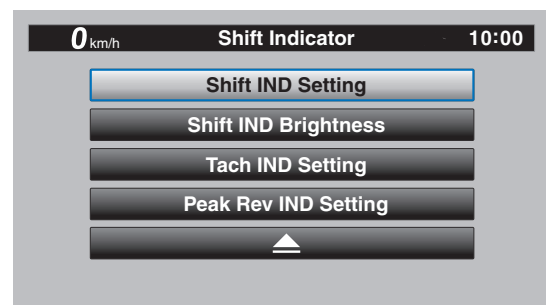 0 km/h Shift Indicator 10:00
Shift IND Setting
Shift IND Brightness
Tach IND Setting
Peak Rev IND Setting